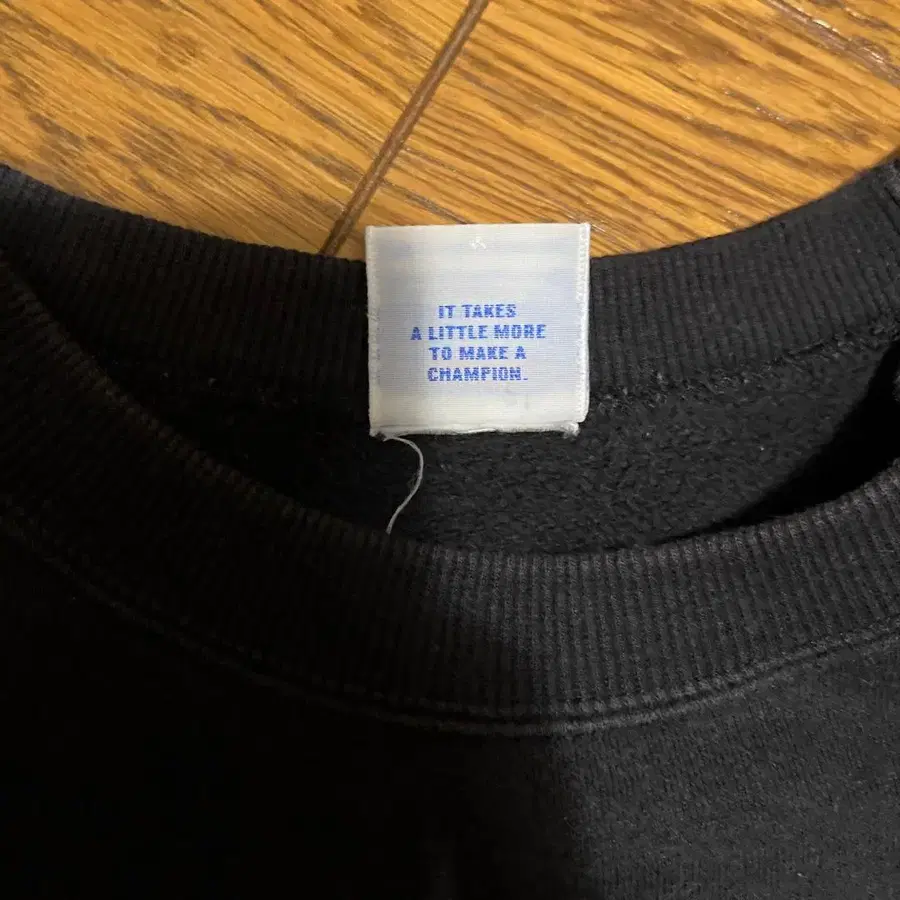 IT TAKES
A LITTLE MORE
TO MAKE A
CHAMPION.